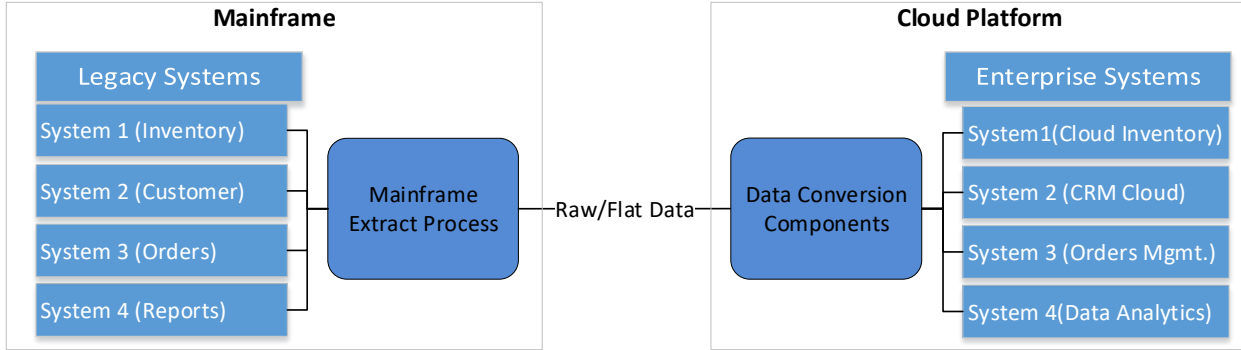 Mainframe
Legacy Systems
System 1 (Inventory)
System 2 (Customer)
System 3 (Orders)
System 4 (Reports)
Mainframe
Extract Process
Raw/Flat Data
Cloud Platform
Data Conversion
Components
Enterprise Systems
System1(Cloud Inventory)
System 2 (CRM Cloud)
System 3 (Orders Mgmt.)
System 4(Data Analytics)